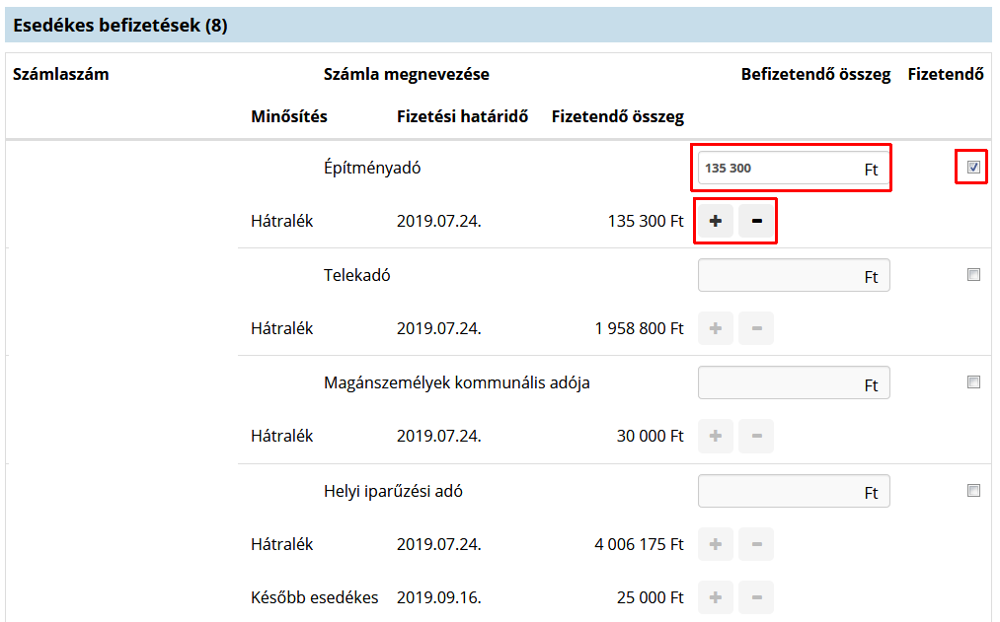 Esedékes befizetések (8)
Számlaszám Számla megnevezése Befizetendő összeg Fizetendő
Minősítés Fizetési határidő Fizetendő összeg
Építményadó 135 300 Ft
Hátralék 2019.07.24. 135 300 Ft + -
Telekadó Ft
Hátralék 2019.07.24. 1 958 800 Ft + -
Magánszemélyek kommunális adója Ft
Hátralék 2019.07.24. 30 000 Ft + -
Helyi iparűzési adó Ft
Hátralék 2019.07.24. 4 006 175 Ft + -
Később esedékes 2019.09.16. 25 000 Ft + -